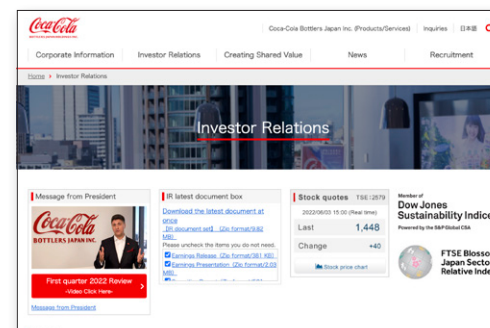 Coca-Cola
BOTTLERS JAPAN INC.
Coca-Cola Bottlers Japan Inc. (Products/Services) Inquiries 日本語
Corporate Information Investor Relations Creating Shared Value News Recruitment
Home Investor Relations
Investor Relations
Message from President
Coca-Cola
BOTTLERS JAPAN INC.
First quarter 2022 Review
-Video Click Here-
Message from President
IR latest document box
Download the latest document at
once
[IR document set] (Zip format/9.82
MB)
Please uncheck the items you do not need.
Earnings Release (Zip format/381 KB)
Earnings Presentation (Zip format/2.03
MB)
Stock quotes TSE:2579
2022/06/03 15:00 (Real time)
Last 1,448
Change +40
Stock price chart
Member of
Dow Jones
Sustainability Indice
Powered by the S&P Global CSA
FTSE Blosso
Japan Secto
Relative Inde